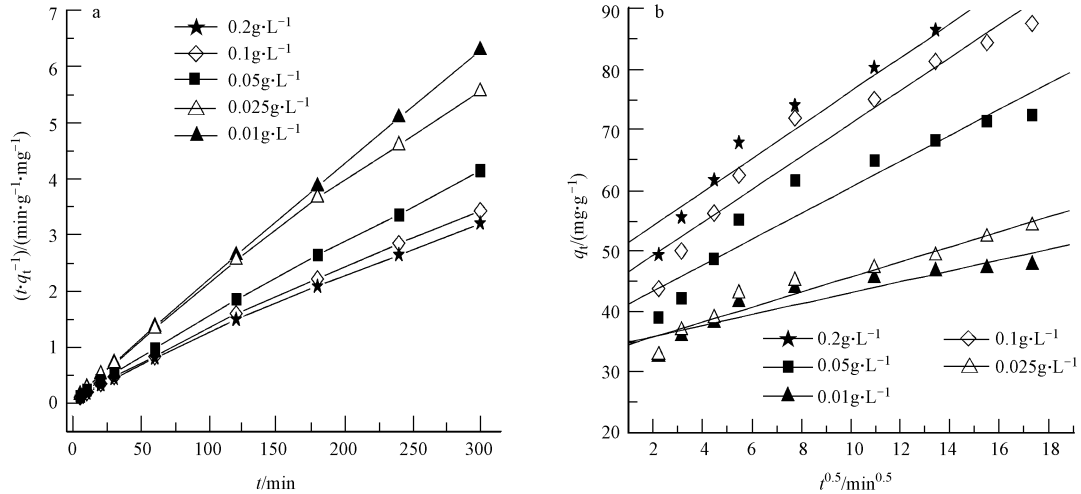 a
0.2g·L⁻¹
0.1g·L⁻¹
0.05g·L⁻¹
0.025g·L⁻¹
0.01g·L⁻¹
(t·qₜ⁻¹)/(min·g⁻¹·mg⁻¹)
7
6
5
4
3
2
1
0
0 50 100 150 200 250 300
t/min
b
qₜ/(mg·g⁻¹)
90
80
70
60
50
40
30
20
0.2g·L⁻¹ 0.1g·L⁻¹
0.05g·L⁻¹ 0.025g·L⁻¹
0.01g·L⁻¹
2 4 6 8 10 12 14 16 18
t⁰·⁵/min⁰·⁵